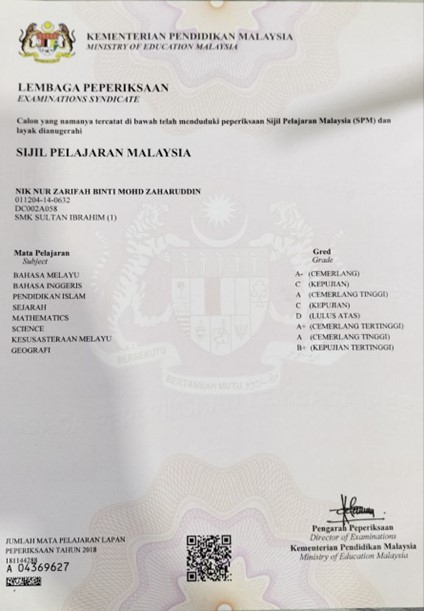 KEMENTERIAN PENDIDIKAN MALAYSIA
MINISTRY OF EDUCATION MALAYSIA
LEMBAGA PEPERIKSAAN
EXAMINATIONS SYNDICATE
Calon yang namanya tercatat di bawah telah menduduki peperiksaan Sijil Pelajaran Malaysia (SPM) dan
layak dianugerahi
SIJIL PELAJARAN MALAYSIA
NIK NUR ZARIFAH BINTI MOHD ZAHARUDDIN
011204-14-0632
DC002A058
SMK SULTAN IBRAHIM (1)
Mata Pelajaran Gred
Subject Grade
BAHASA MELAYU A- (CEMERLANG)
BAHASA INGGERIS C (KEPUJIAN)
PENDIDIKAN ISLAM A (CEMERLANG TINGGI)
SEJARAH C (KEPUJIAN)
MATHEMATICS D (LULUS ATAS)
SCIENCE A+ (CEMERLANG TERTINGGI)
KESUSASTERAAN MELAYU A (CEMERLANG TINGGI)
GEOGRAFI B+ (KEPUJIAN TERTINGGI)
BERSEKUTU BERTAMBAH MUTU
Pengarah Peperiksaan
Director of Examinations
Kementerian Pendidikan Malaysia
Ministry of Education Malaysia
JUMLAH MATA PELAJARAN LAPAN
PEPERIKSAAN TAHUN 2018
181144288
A 04369627